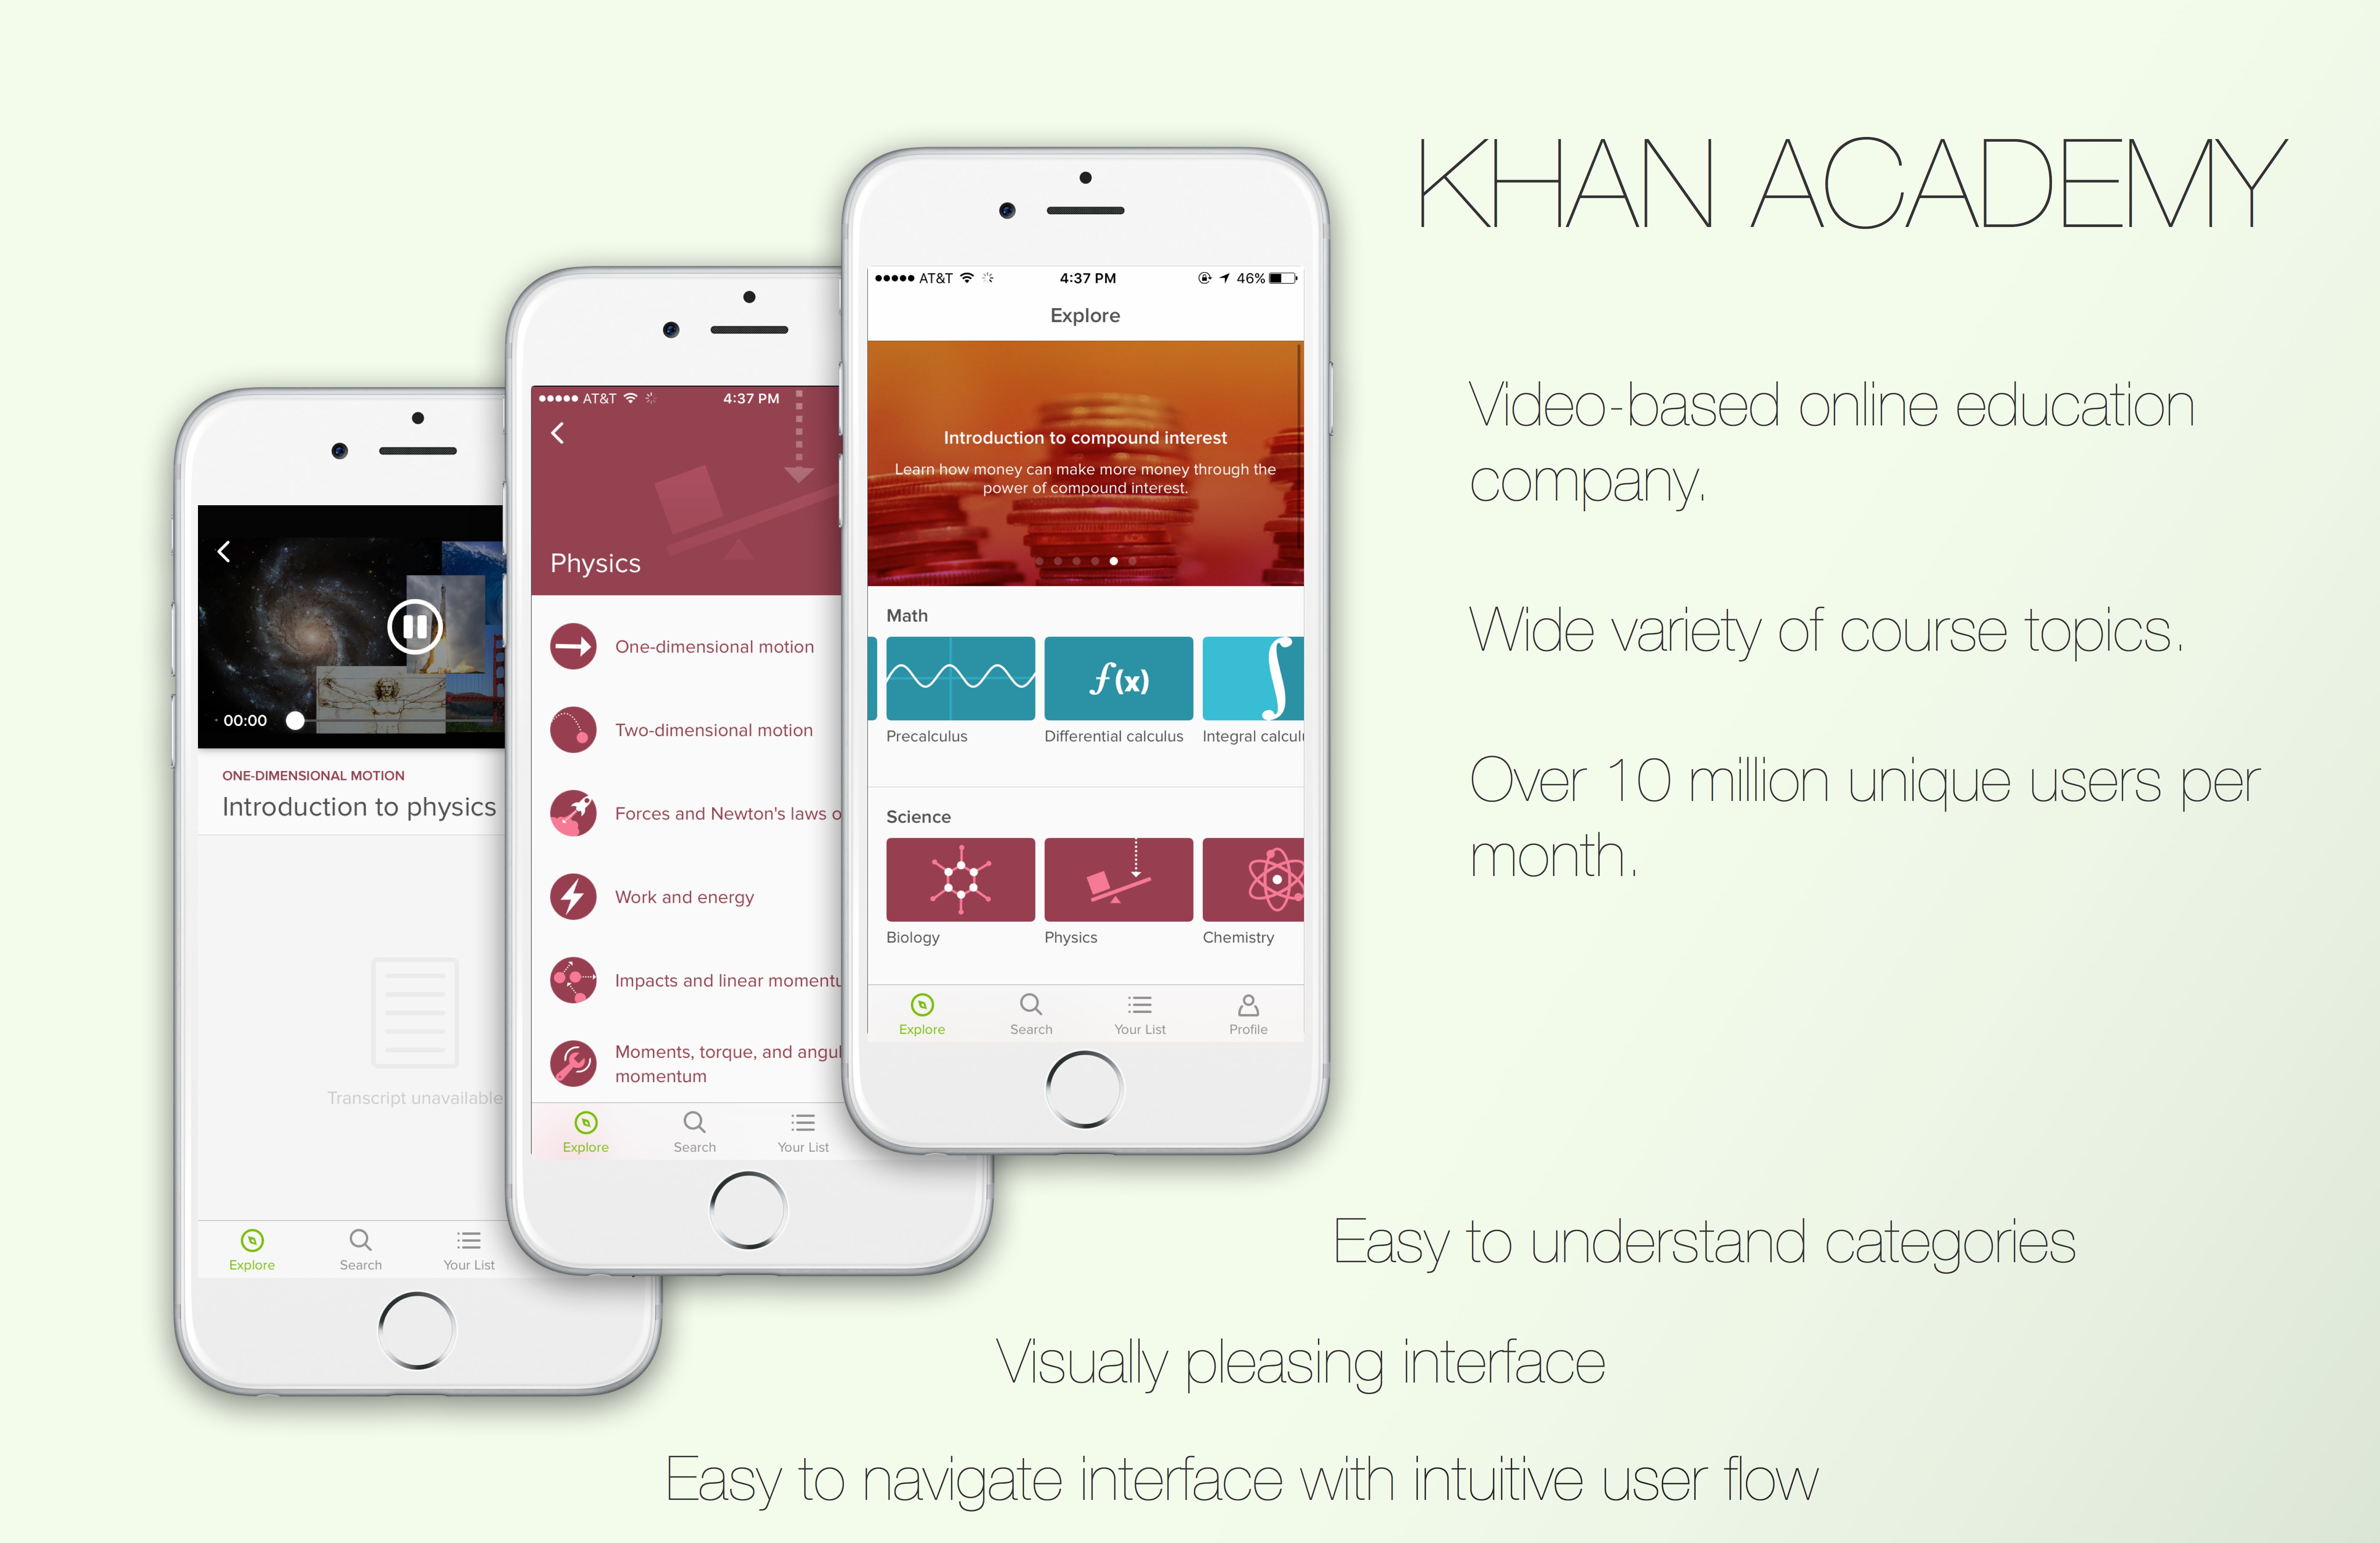 KHAN ACADEMY
Video-based online education
company.
Wide variety of course topics.
Over 10 million unique users per
month.
AT&T 4:37 PM 46%
Explore
Introduction to compound interest
Learn how money can make more money through the
power of compound interest.
Math
f(x)
Precalculus Differential calculus Integral calculu
Science
Biology Physics Chemistry
Explore Search Your List Profile
AT&T 4:37 PM
Physics
One-dimensional motion
Two-dimensional motion
Forces and Newton's laws o
Work and energy
Impacts and linear momentu
Moments, torque, and angul
momentum
Explore Search Your List
00:00
ONE-DIMENSIONAL MOTION
Introduction to physics
Transcript unavailable
Explore Search Your List
Easy to understand categories
Visually pleasing interface
Easy to navigate interface with intuitive user flow